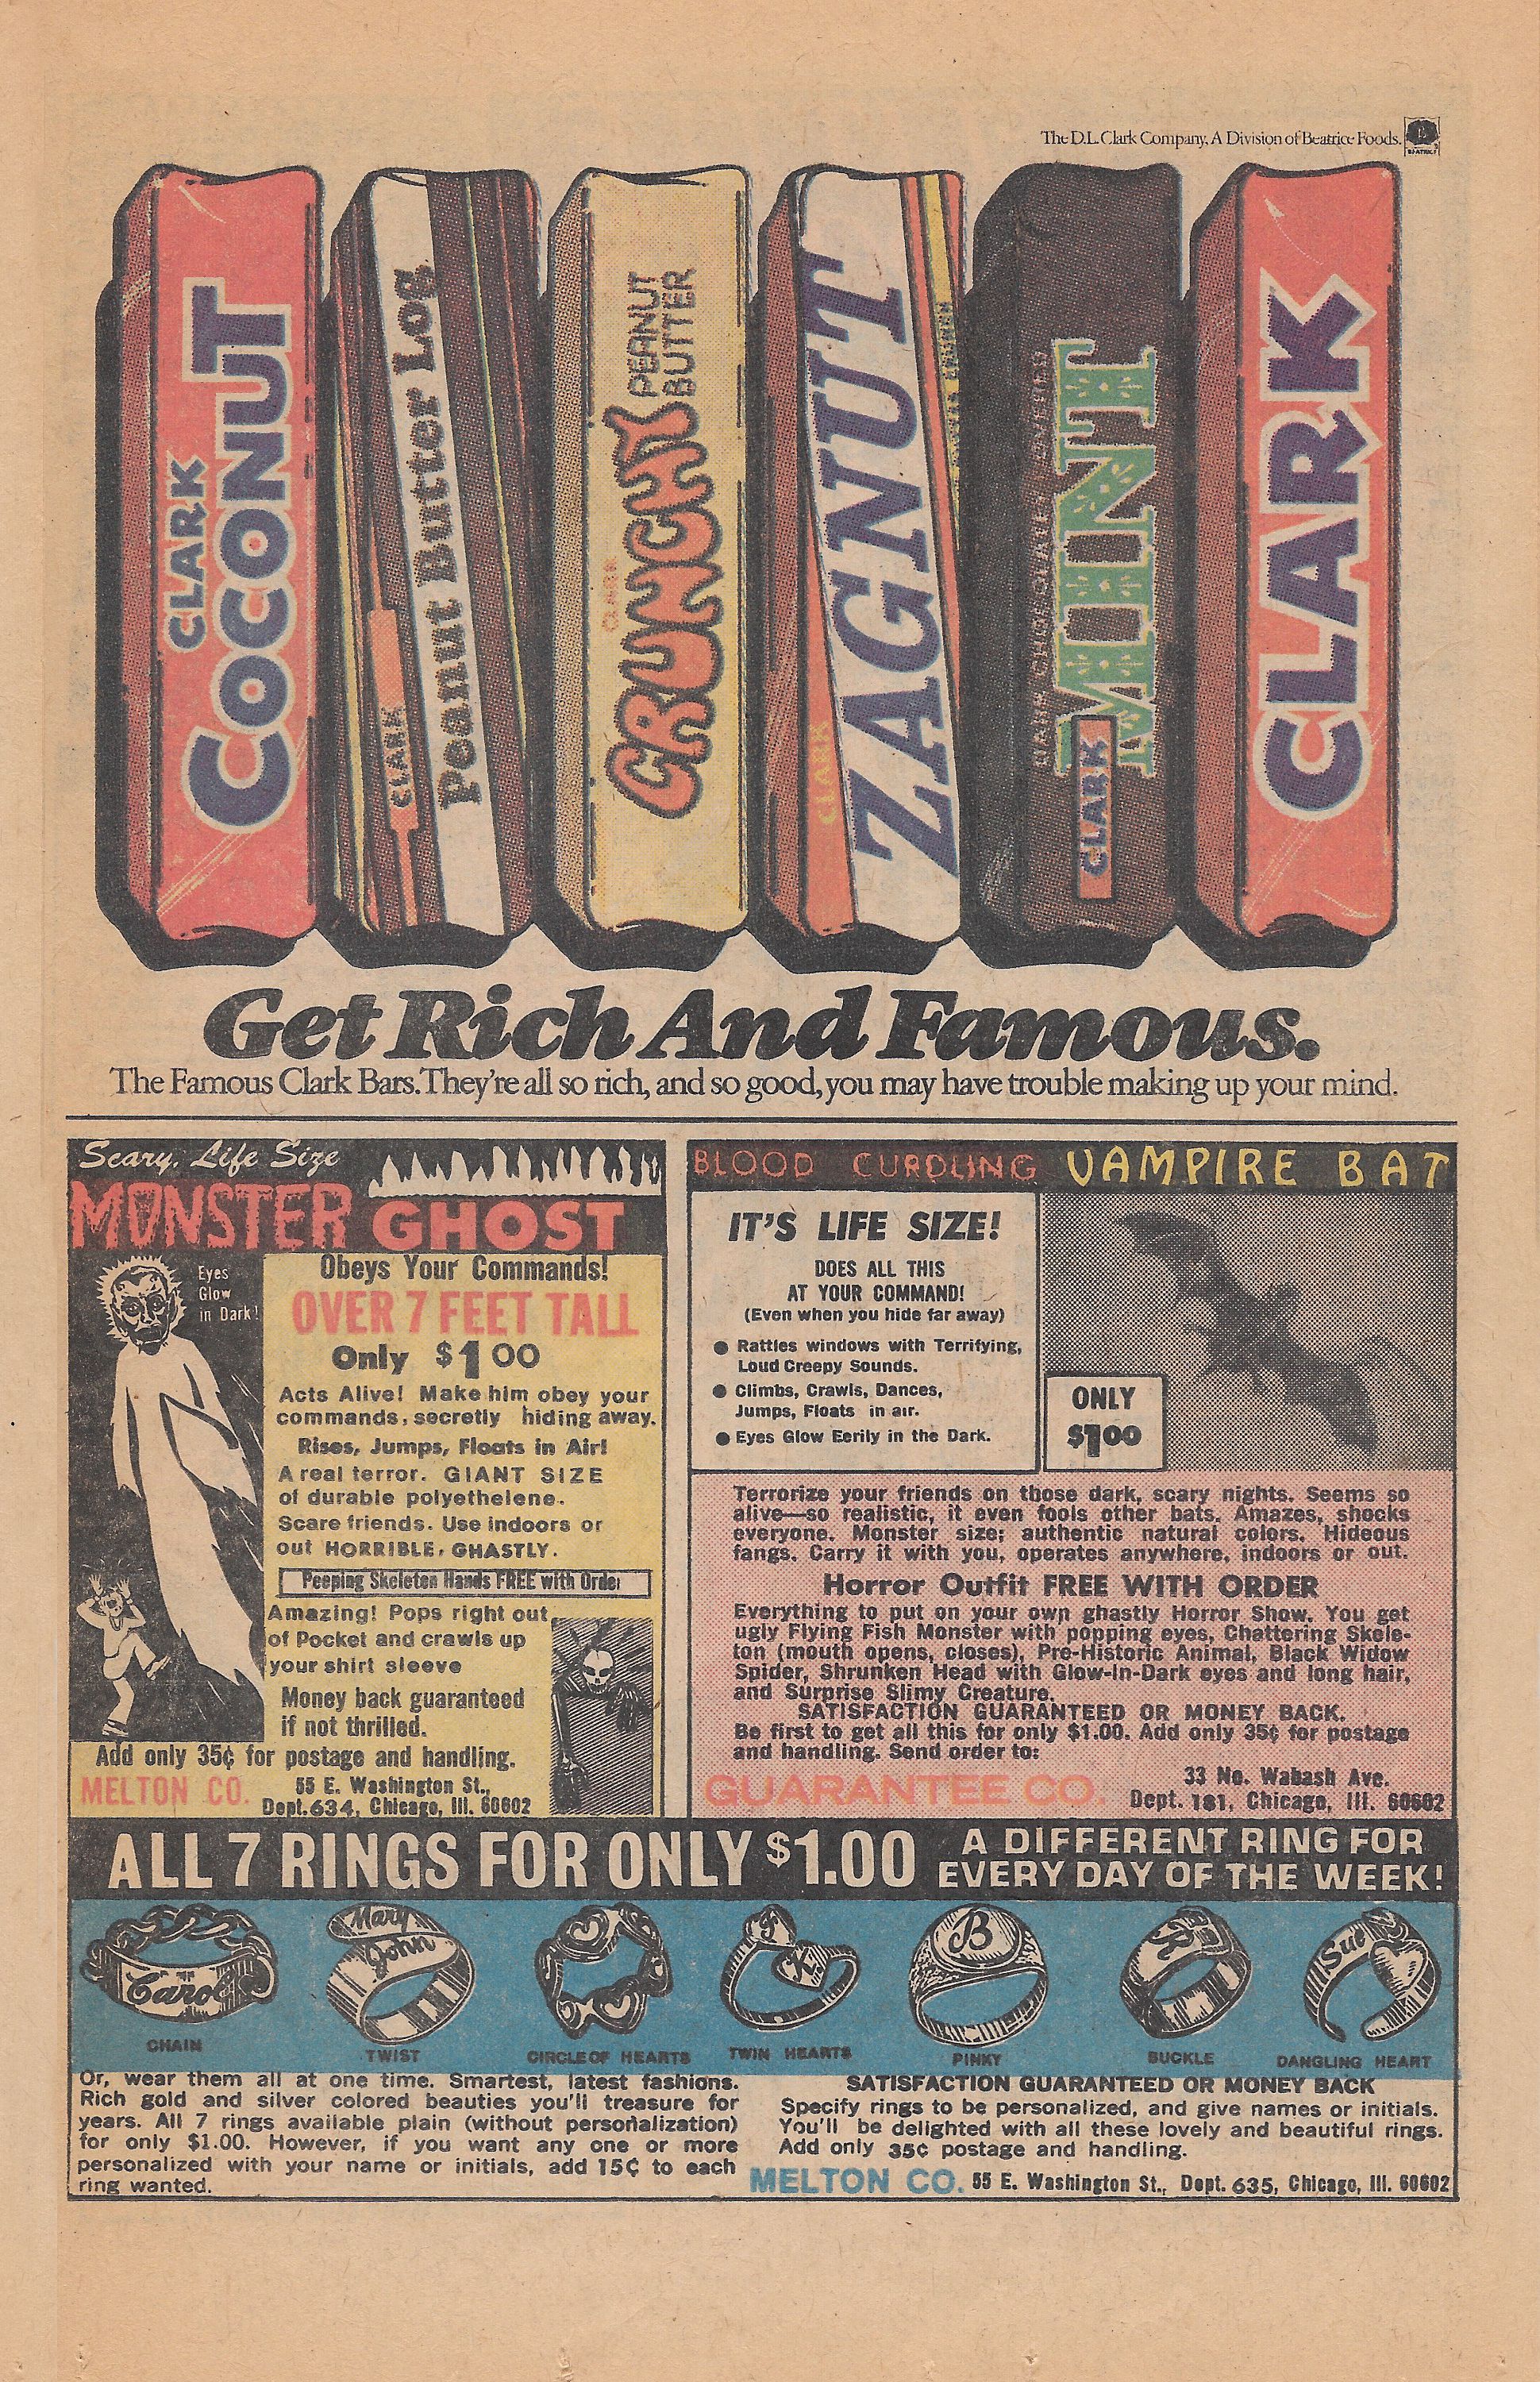 The D.L. Clark Company, A Division of Beatrice Foods.
BEATRICE
CLARK
COCONUT
CLARK
Peanut Butter Log
CLARK
CRUNCHY
PEANUT
BUTTER
CLARK
ZAGNUT
DARK CHOCOLATE COVERED
MINT
CLARK
CLARK
Get Rich And Famous.
The Famous Clark Bars. They're all so rich, and so good, you may have trouble making up your mind.
Scary, Life Size
MONSTER GHOST
Eyes
Glow
in Dark!
Obeys Your Commands!
OVER 7 FEET TALL
Only $1 00
Acts Alive! Make him obey your
commands, secretly hiding away.
Rises, Jumps, Floats in Air!
A real terror. GIANT SIZE
of durable polyethelene.
Scare friends. Use indoors or
out HORRIBLE, GHASTLY.
Peeping Skeleton Hands FREE with Order
Amazing! Pops right out
of Pocket and crawls up
your shirt sleeve
Money back guaranteed
if not thrilled.
Add only 35¢ for postage and handling.
MELTON CO. 55 E. Washington St.,
Dept. 634, Chicago, Ill. 60602
BLOOD CURDLING VAMPIRE BAT
IT'S LIFE SIZE!
DOES ALL THIS
AT YOUR COMMAND!
(Even when you hide far away)
● Rattles windows with Terrifying,
Loud Creepy Sounds.
● Climbs, Crawls, Dances,
Jumps, Floats in air.
● Eyes Glow Eerily in the Dark.
ONLY
$1 00
Terrorize your friends on those dark, scary nights. Seems so
alive—so realistic, it even fools other bats. Amazes, shocks
everyone. Monster size; authentic natural colors. Hideous
fangs. Carry it with you, operates anywhere, indoors or out.
Horror Outfit FREE WITH ORDER
Everything to put on your own ghastly Horror Show. You get
ugly Flying Fish Monster with popping eyes, Chattering Skele-
ton (mouth opens, closes), Pre-Historic Animal, Black Widow
Spider, Shrunken Head with Glow-in-Dark eyes and long hair,
and Surprise Slimy Creature.
SATISFACTION GUARANTEED OR MONEY BACK.
Be first to get all this for only $1.00. Add only 35¢ for postage
and handling. Send order to:
GUARANTEE CO. 33 No. Wabash Ave.
Dept. 181, Chicago, Ill. 60602
ALL 7 RINGS FOR ONLY $1.00 A DIFFERENT RING FOR
EVERY DAY OF THE WEEK!
Carol
Mary
John
F
K
B
R
Sue
CHAIN
TWIST
CIRCLE OF HEARTS
TWIN HEARTS
PINKY
BUCKLE
DANGLING HEART
Or, wear them all at one time. Smartest, latest fashions.
Rich gold and silver colored beauties you'll treasure for
years. All 7 rings available plain (without personalization)
for only $1.00. However, if you want any one or more
personalized with your name or initials, add 15¢ to each
ring wanted.
SATISFACTION GUARANTEED OR MONEY BACK
Specify rings to be personalized, and give names or initials.
You'll be delighted with all these lovely and beautiful rings.
Add only 35¢ postage and handling.
MELTON CO. 55 E. Washington St., Dept. 635, Chicago, Ill. 60602